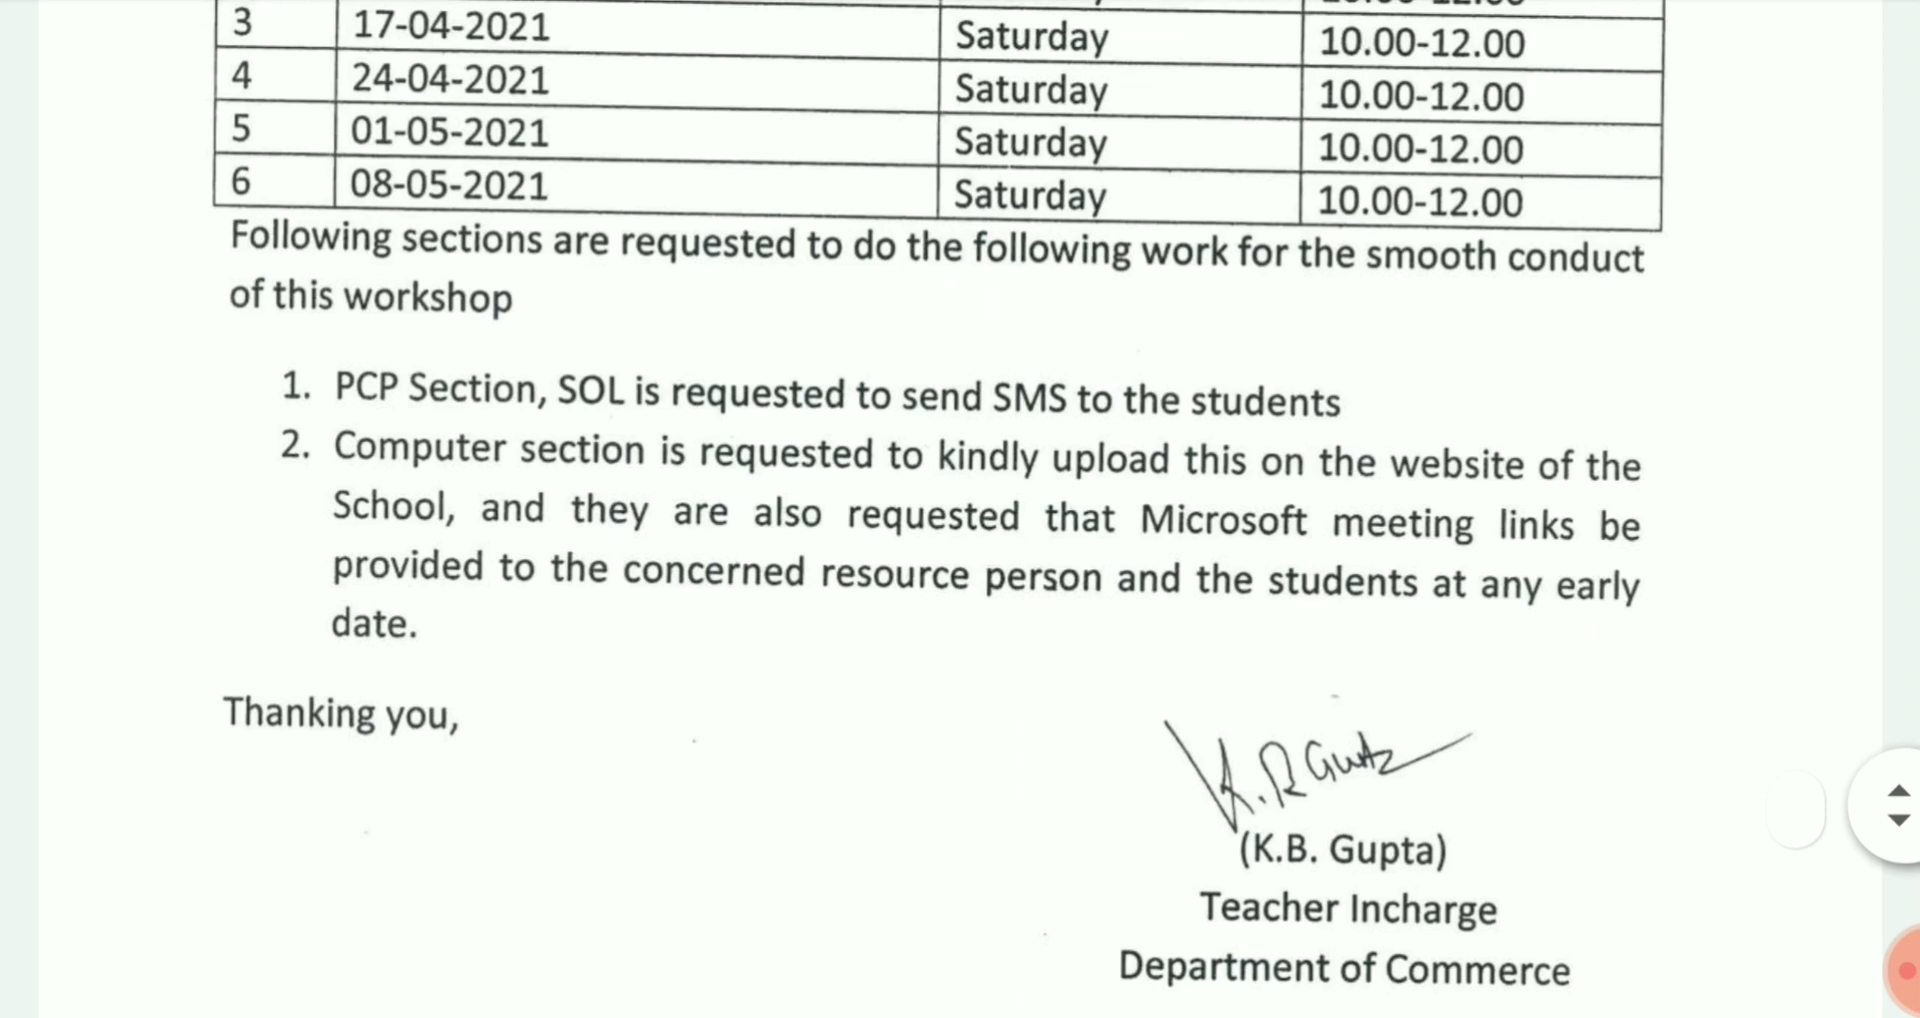 3 17-04-2021 Saturday 10.00-12.00
4 24-04-2021 Saturday 10.00-12.00
5 01-05-2021 Saturday 10.00-12.00
6 08-05-2021 Saturday 10.00-12.00
Following sections are requested to do the following work for the smooth conduct
of this workshop
1. PCP Section, SOL is requested to send SMS to the students
2. Computer section is requested to kindly upload this on the website of the
School, and they are also requested that Microsoft meeting links be
provided to the concerned resource person and the students at any early
date.
Thanking you,
(K.B. Gupta)
Teacher Incharge
Department of Commerce